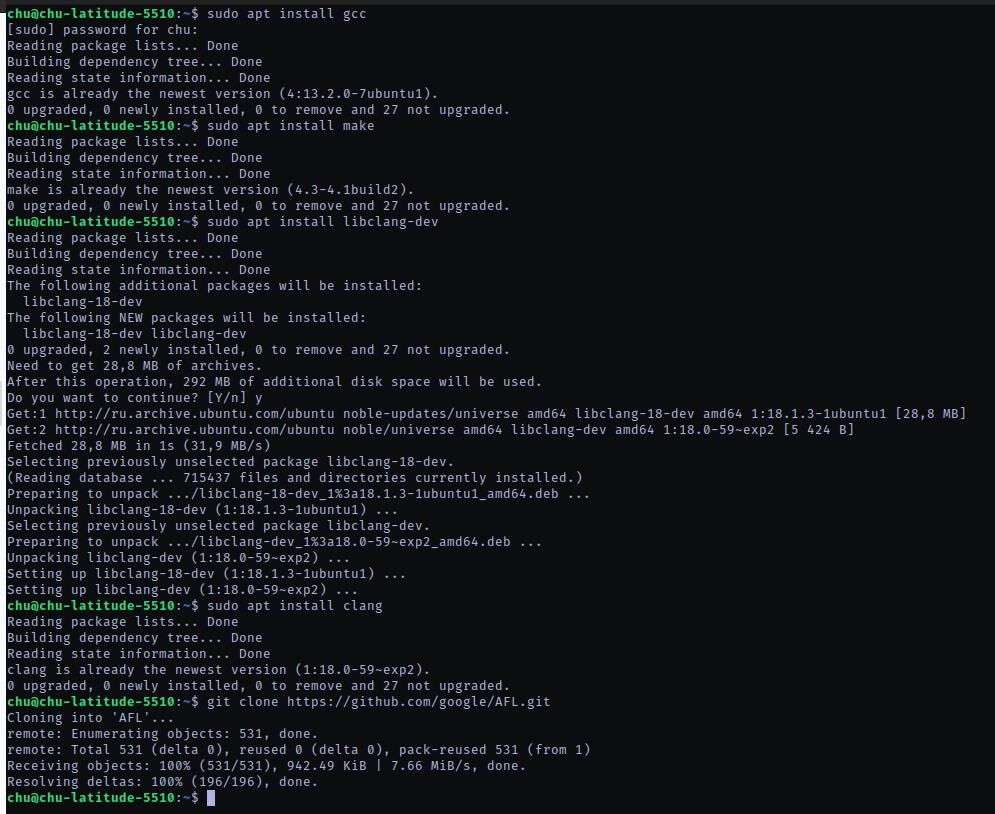 chu@chu-latitude-5510:~$ sudo apt install gcc
[sudo] password for chu:
Reading package lists... Done
Building dependency tree... Done
Reading state information... Done
gcc is already the newest version (4:13.2.0-7ubuntu1).
0 upgraded, 0 newly installed, 0 to remove and 27 not upgraded.
chu@chu-latitude-5510:~$ sudo apt install make
Reading package lists... Done
Building dependency tree... Done
Reading state information... Done
make is already the newest version (4.3-4.1build2).
0 upgraded, 0 newly installed, 0 to remove and 27 not upgraded.
chu@chu-latitude-5510:~$ sudo apt install libclang-dev
Reading package lists... Done
Building dependency tree... Done
Reading state information... Done
The following additional packages will be installed:
  libclang-18-dev
The following NEW packages will be installed:
  libclang-18-dev libclang-dev
0 upgraded, 2 newly installed, 0 to remove and 27 not upgraded.
Need to get 28,8 MB of archives.
After this operation, 292 MB of additional disk space will be used.
Do you want to continue? [Y/n] y
Get:1 http://ru.archive.ubuntu.com/ubuntu noble-updates/universe amd64 libclang-18-dev amd64 1:18.1.3-1ubuntu1 [28,8 MB]
Get:2 http://ru.archive.ubuntu.com/ubuntu noble/universe amd64 libclang-dev amd64 1:18.0-59~exp2 [5 424 B]
Fetched 28,8 MB in 1s (31,9 MB/s)
Selecting previously unselected package libclang-18-dev.
(Reading database ... 715437 files and directories currently installed.)
Preparing to unpack .../libclang-18-dev_1%3a18.1.3-1ubuntu1_amd64.deb ...
Unpacking libclang-18-dev (1:18.1.3-1ubuntu1) ...
Selecting previously unselected package libclang-dev.
Preparing to unpack .../libclang-dev_1%3a18.0-59~exp2_amd64.deb ...
Unpacking libclang-dev (1:18.0-59~exp2) ...
Setting up libclang-18-dev (1:18.1.3-1ubuntu1) ...
Setting up libclang-dev (1:18.0-59~exp2) ...
chu@chu-latitude-5510:~$ sudo apt install clang
Reading package lists... Done
Building dependency tree... Done
Reading state information... Done
clang is already the newest version (1:18.0-59~exp2).
0 upgraded, 0 newly installed, 0 to remove and 27 not upgraded.
chu@chu-latitude-5510:~$ git clone https://github.com/google/AFL.git
Cloning into 'AFL'...
remote: Enumerating objects: 531, done.
remote: Total 531 (delta 0), reused 0 (delta 0), pack-reused 531 (from 1)
Receiving objects: 100% (531/531), 942.49 KiB | 7.66 MiB/s, done.
Resolving deltas: 100% (196/196), done.
chu@chu-latitude-5510:~$